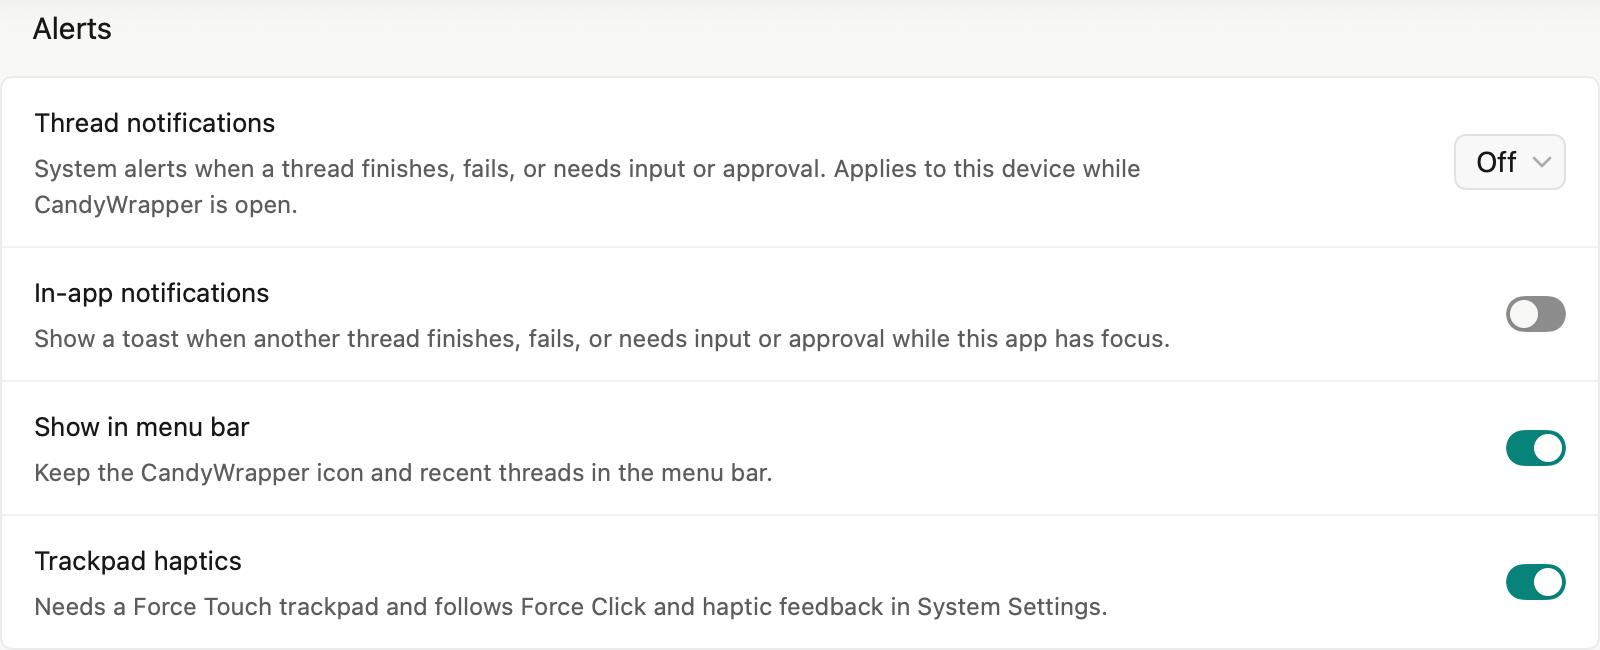 Alerts
Thread notifications
System alerts when a thread finishes, fails, or needs input or approval. Applies to this device while
CandyWrapper is open.
Off
In-app notifications
Show a toast when another thread finishes, fails, or needs input or approval while this app has focus.
Show in menu bar
Keep the CandyWrapper icon and recent threads in the menu bar.
Trackpad haptics
Needs a Force Touch trackpad and follows Force Click and haptic feedback in System Settings.